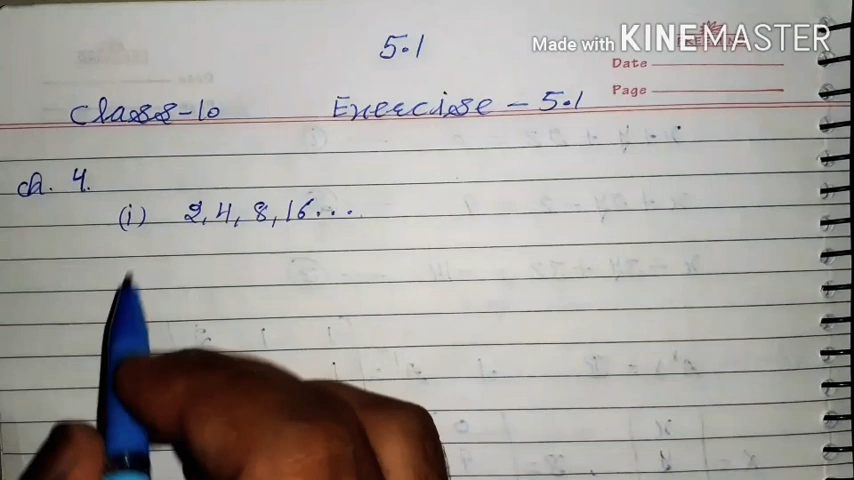 5.1
Made with KINEMASTER
Date
Page
Class-10 Exercise - 5.1
Q. 4.
(i) 2, 4, 8, 16...